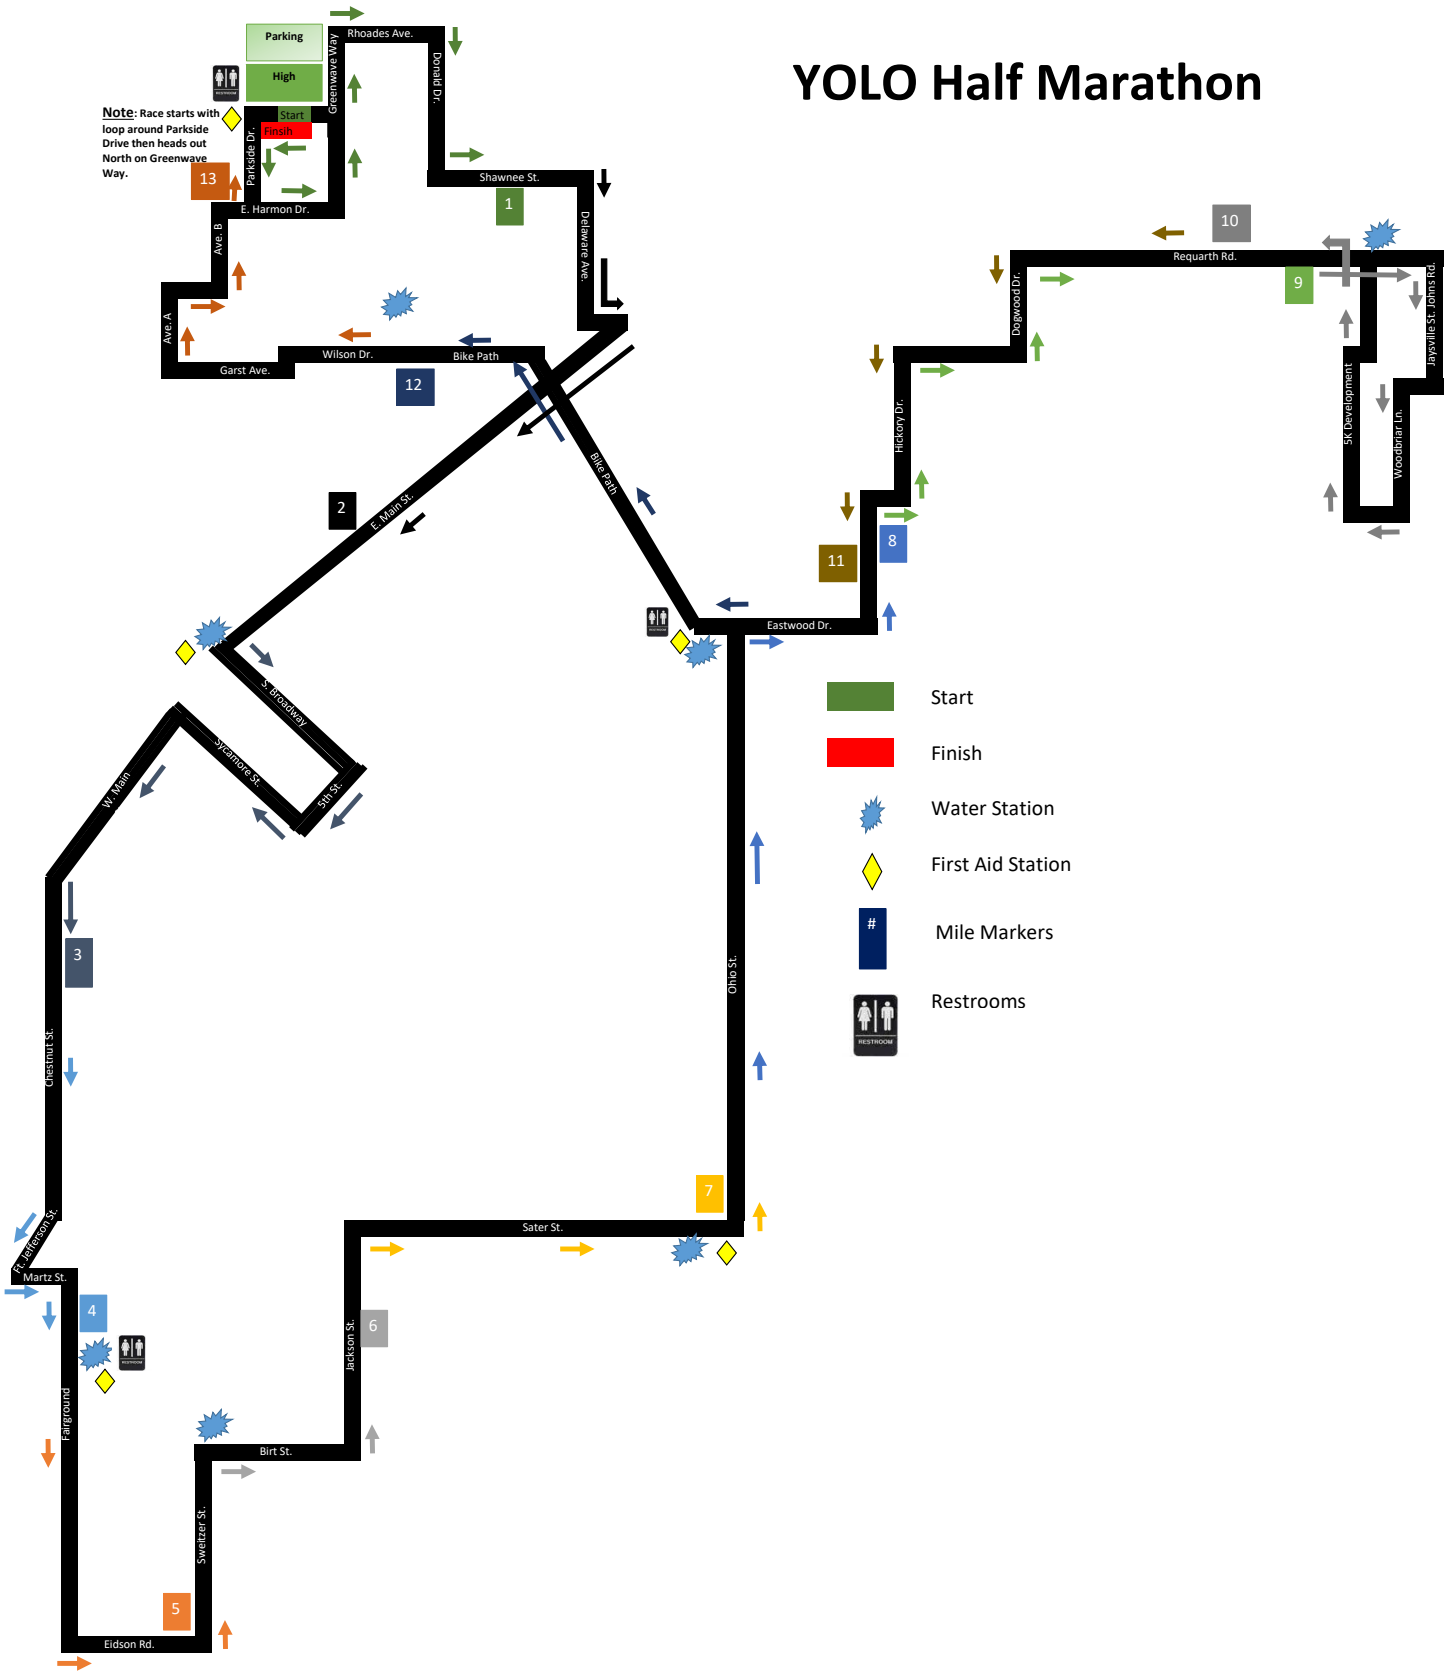 YOLO Half Marathon
Parking
High
Start
Finsih
Note: Race starts with
loop around Parkside
Drive then heads out
North on Greenwave
Way.
Greenwave Way
Rhoades Ave.
Donald Dr.
Shawnee St.
1
Delaware Ave.
Parkside Dr.
13
E. Harmon Dr.
Ave. B
Ave. A
Garst Ave.
Wilson Dr.
Bike Path
12
Bike Path
E. Main St.
2
S. Broadway
5th St.
Sycamore St.
W. Main
3
Chestnut St.
Ft. Jefferson St.
Martz St.
4
RESTROOM
Fairground
Eidson Rd.
5
Sweitzer St.
Birt St.
Jackson St.
6
Sater St.
7
Ohio St.
Eastwood Dr.
8
11
Hickory Dr.
Dogwood Dr.
Requarth Rd.
10
9
Jaysville St. Johns Rd.
Woodbriar Ln.
5K Development
Start
Finish
Water Station
First Aid Station
#
Mile Markers
RESTROOM
Restrooms